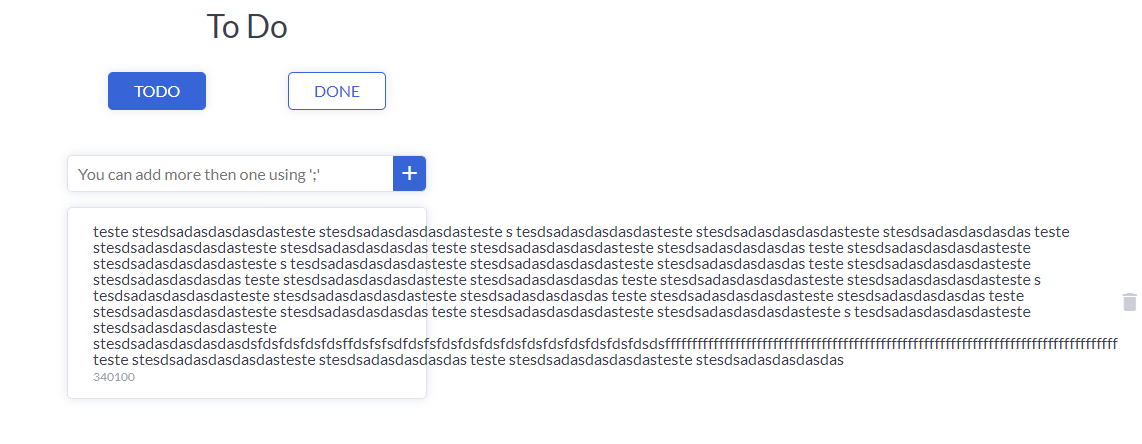 To Do
TODO
DONE
You can add more then one using ';'
+
teste stesdsadasdasdasdasteste stesdsadasdasdasdasteste s tesdsadasdasdasdasteste stesdsadasdasdasdasteste stesdsadasdasdasdas teste
stesdsadasdasdasdasteste stesdsadasdasdasdas teste stesdsadasdasdasdasteste stesdsadasdasdasdas teste stesdsadasdasdasdasteste
stesdsadasdasdasdasteste s tesdsadasdasdasdasteste stesdsadasdasdasdasteste stesdsadasdasdasdas teste stesdsadasdasdasdasteste
stesdsadasdasdasdas teste stesdsadasdasdasdasteste stesdsadasdasdasdas teste stesdsadasdasdasdasteste stesdsadasdasdasdasteste s
tesdsadasdasdasdasteste stesdsadasdasdasdasteste stesdsadasdasdasdas teste stesdsadasdasdasdasteste stesdsadasdasdasdas teste
stesdsadasdasdasdasteste stesdsadasdasdasdas teste stesdsadasdasdasdasteste stesdsadasdasdasdasteste s tesdsadasdasdasdasteste
stesdsadasdasdasdasteste
teste stesdsadasdasdasdasteste stesdsadasdasdasdas teste stesdsadasdasdasdasteste stesdsadasdasdasdas
340100